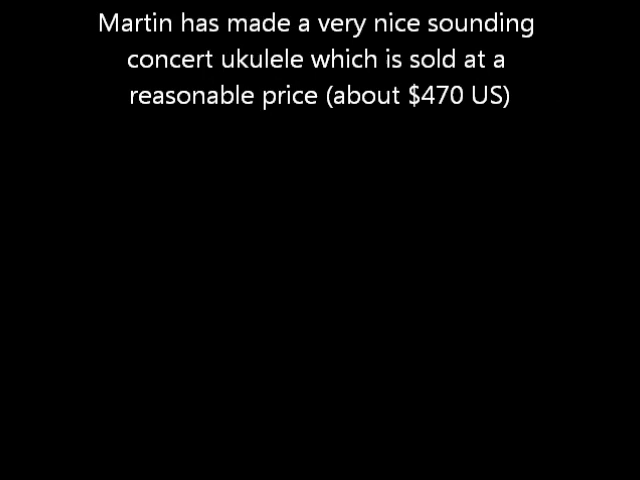 Martin has made a very nice sounding
concert ukulele which is sold at a
reasonable price (about $470 US)